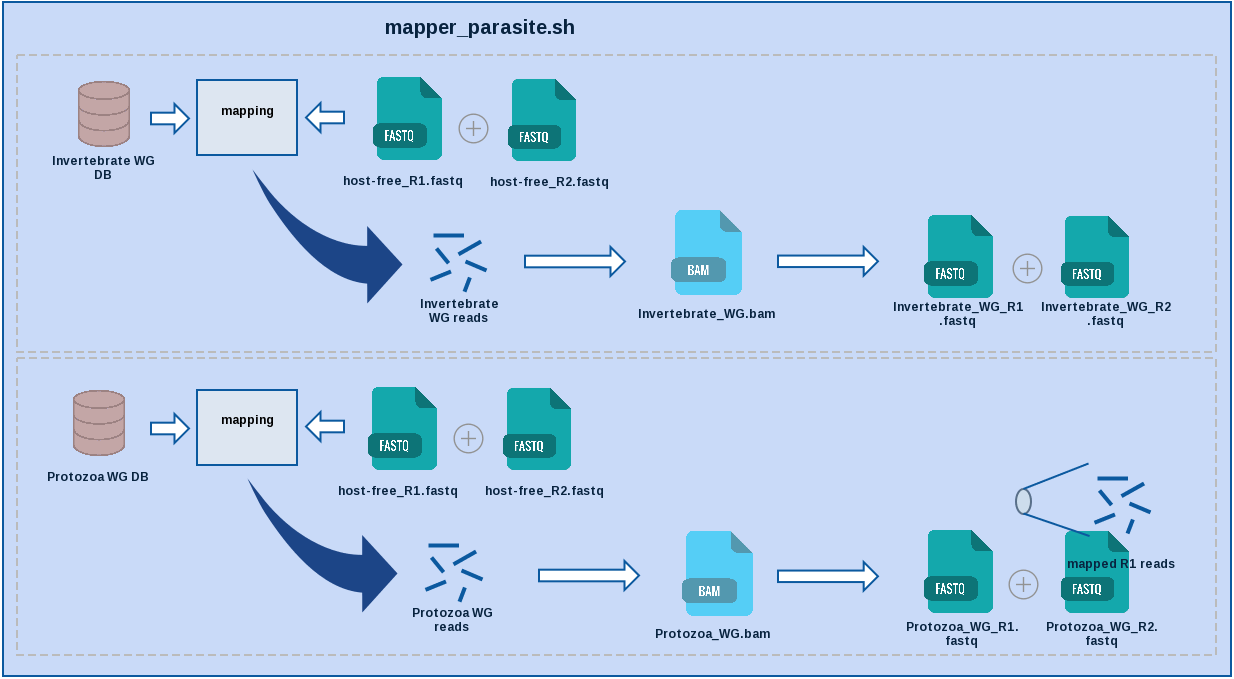 mapper_parasite.sh
mapping
FASTQ
FASTQ
Invertebrate WG
DB
host-free_R1.fastq
host-free_R2.fastq
BAM
FASTQ
FASTQ
Invertebrate
WG reads
Invertebrate_WG.bam
Invertebrate_WG_R1
.fastq
Invertebrate_WG_R2
.fastq
mapping
FASTQ
FASTQ
Protozoa WG DB
host-free_R1.fastq
host-free_R2.fastq
mapped R1 reads
BAM
FASTQ
FASTQ
Protozoa WG
reads
Protozoa_WG.bam
Protozoa_WG_R1.
fastq
Protozoa_WG_R2.
fastq